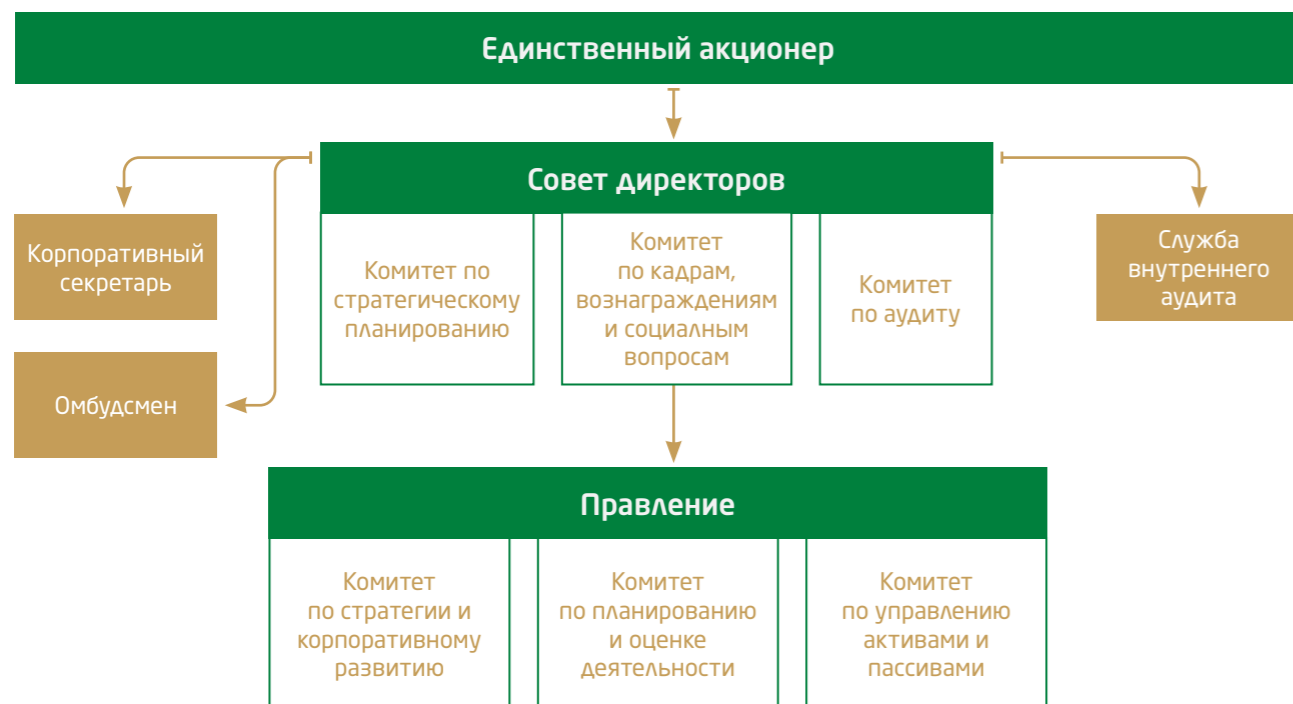 Единственный акционер
Совет директоров
Корпоративный
секретарь
Омбудсмен
Комитет по
стратегическому
планированию
Комитет
по кадрам,
вознаграждениям
и социалным
вопросам
Комитет
по аудиту
Служба
внутреннего
аудита
Правление
Комитет
по стратегии и
корпоративному
развитию
Комитет
по планированию
и оценке
деятельности
Комитет
по управлению
активами и
пассивами